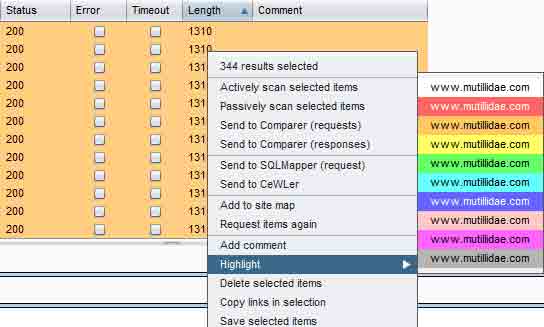 Status Error Timeout Length Comment
200 1310
200 1310
200 131
200 131
200 131
200 131
200 131
200 131
200 131
200 131
200 131
200 131
344 results selected
Actively scan selected items
Passively scan selected items
Send to Comparer (requests)
Send to Comparer (responses)
Send to SQLMapper (request)
Send to CeWLer
Add to site map
Request items again
Add comment
Highlight
Delete selected items
Copy links in selection
Save selected items
www.mutillidae.com
www.mutillidae.com
www.mutillidae.com
www.mutillidae.com
www.mutillidae.com
www.mutillidae.com
www.mutillidae.com
www.mutillidae.com
www.mutillidae.com
www.mutillidae.com